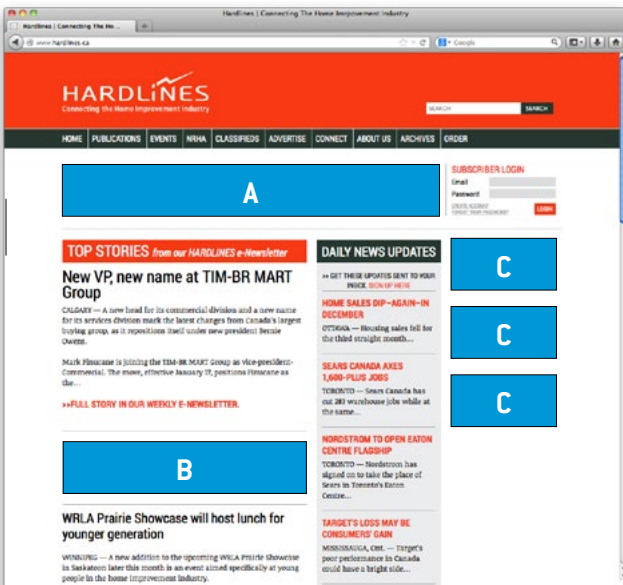 Hardlines | Connecting The Home Improvement Industry
Hardlines | Connecting The Ho...
www.hardlines.ca
Google
HARDLINES
Connecting the Home Improvement Industry
SEARCH
SEARCH
HOME PUBLICATIONS EVENTS NRHA CLASSIFIEDS ADVERTISE CONNECT ABOUT US ARCHIVES ORDER
A
SUBSCRIBER LOGIN
Email
Password
CREATE ACCOUNT
FORGOT YOUR PASSWORD?
LOGIN
TOP STORIES from our HARDLINES e-Newsletter
New VP, new name at TIM-BR MART
Group
CALGARY — A new head for its commercial division and a new name
for its services division mark the latest changes from Canada's largest
buying group, as it repositions itself under new president Bernie
Owens.
Mark Finucane is joining the TIM-BR MART Group as vice-president-
Commercial. The move, effective January 17, positions Finucane as
the...
>>FULL STORY IN OUR WEEKLY E-NEWSLETTER.
B
WRLA Prairie Showcase will host lunch for
younger generation
WINNIPEG — A new addition to the upcoming WRLA Prairie Showcase
in Saskatoon later this month is an event aimed specifically at young
people in the home improvement industry.
DAILY NEWS UPDATES
>> GET THESE UPDATES SENT TO YOUR
INBOX. SIGN UP HERE
HOME SALES DIP–AGAIN–IN
DECEMBER
OTTAWA — Housing sales fell for
the third straight month...
SEARS CANADA AXES
1,600-PLUS JOBS
TORONTO — Sears Canada has
cut 283 warehouse jobs while at
the same...
NORDSTROM TO OPEN EATON
CENTRE FLAGSHIP
TORONTO — Nordstrom has
signed on to take the place of
Sears in Toronto's Eaton
Centre...
TARGET'S LOSS MAY BE
CONSUMERS' GAIN
MISSISSAUGA, Ont. — Target's
poor performance in Canada
could have a bright side...
C
C
C